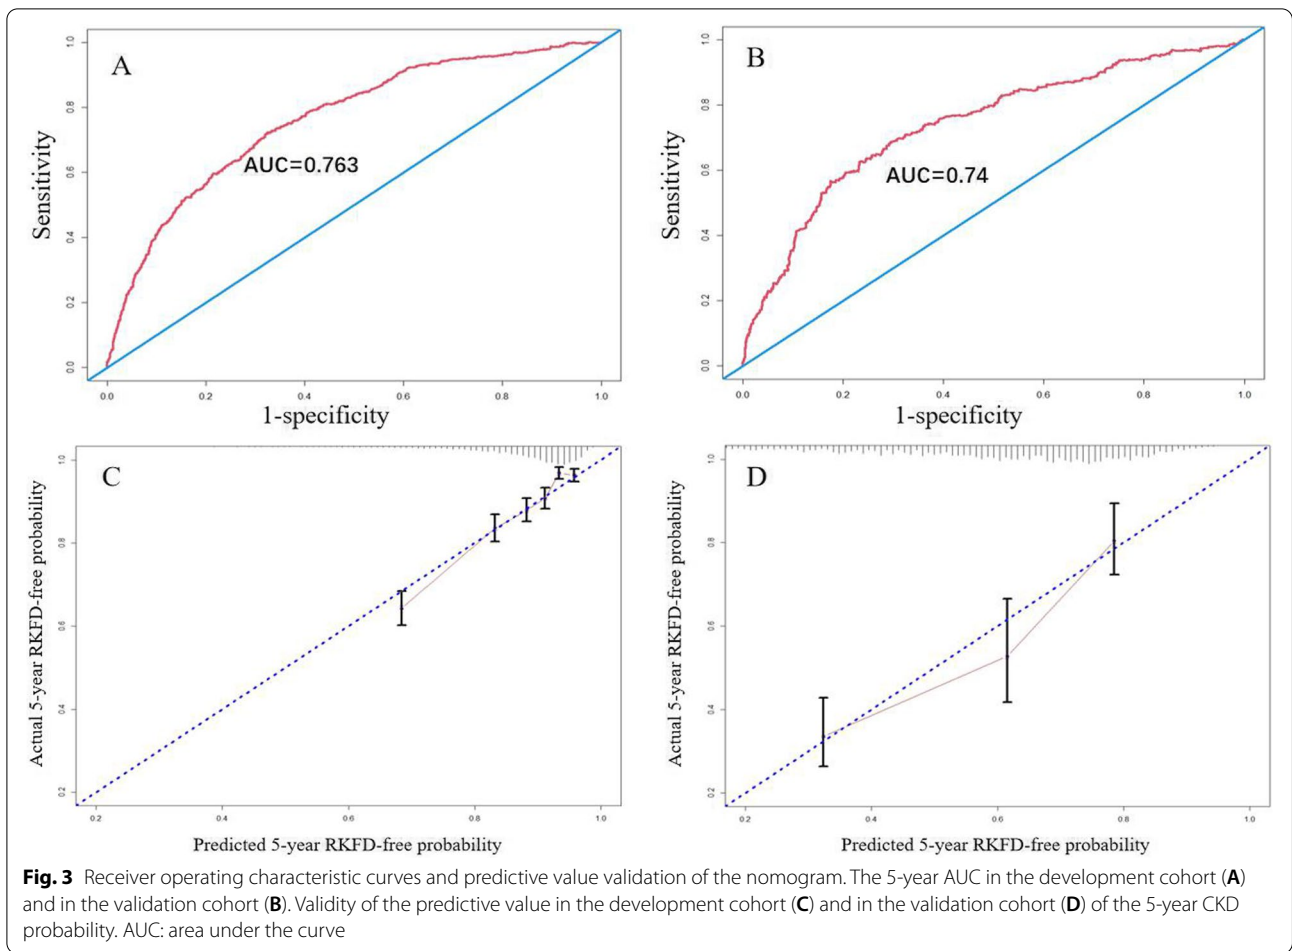 A
1.0
0.8
0.6
0.4
0.2
0.0
Sensitivity
AUC=0.763
0.0 0.2 0.4 0.6 0.8 1.0
1-specificity
B
1.0
0.8
0.6
0.4
0.2
0.0
Sensitivity
AUC=0.74
0.0 0.2 0.4 0.6 0.8 1.0
1-specificity
C
1.0
0.8
0.6
0.4
0.2
Actual 5-year RKFD-free probability
0.2 0.4 0.6 0.8 1.0
Predicted 5-year RKFD-free probability
D
1.0
0.8
0.6
0.4
0.2
Actual 5-year RKFD-free probability
0.2 0.4 0.6 0.8 1.0
Predicted 5-year RKFD-free probability
Fig. 3 Receiver operating characteristic curves and predictive value validation of the nomogram. The 5-year AUC in the development cohort (A)
and in the validation cohort (B). Validity of the predictive value in the development cohort (C) and in the validation cohort (D) of the 5-year CKD
probability. AUC: area under the curve